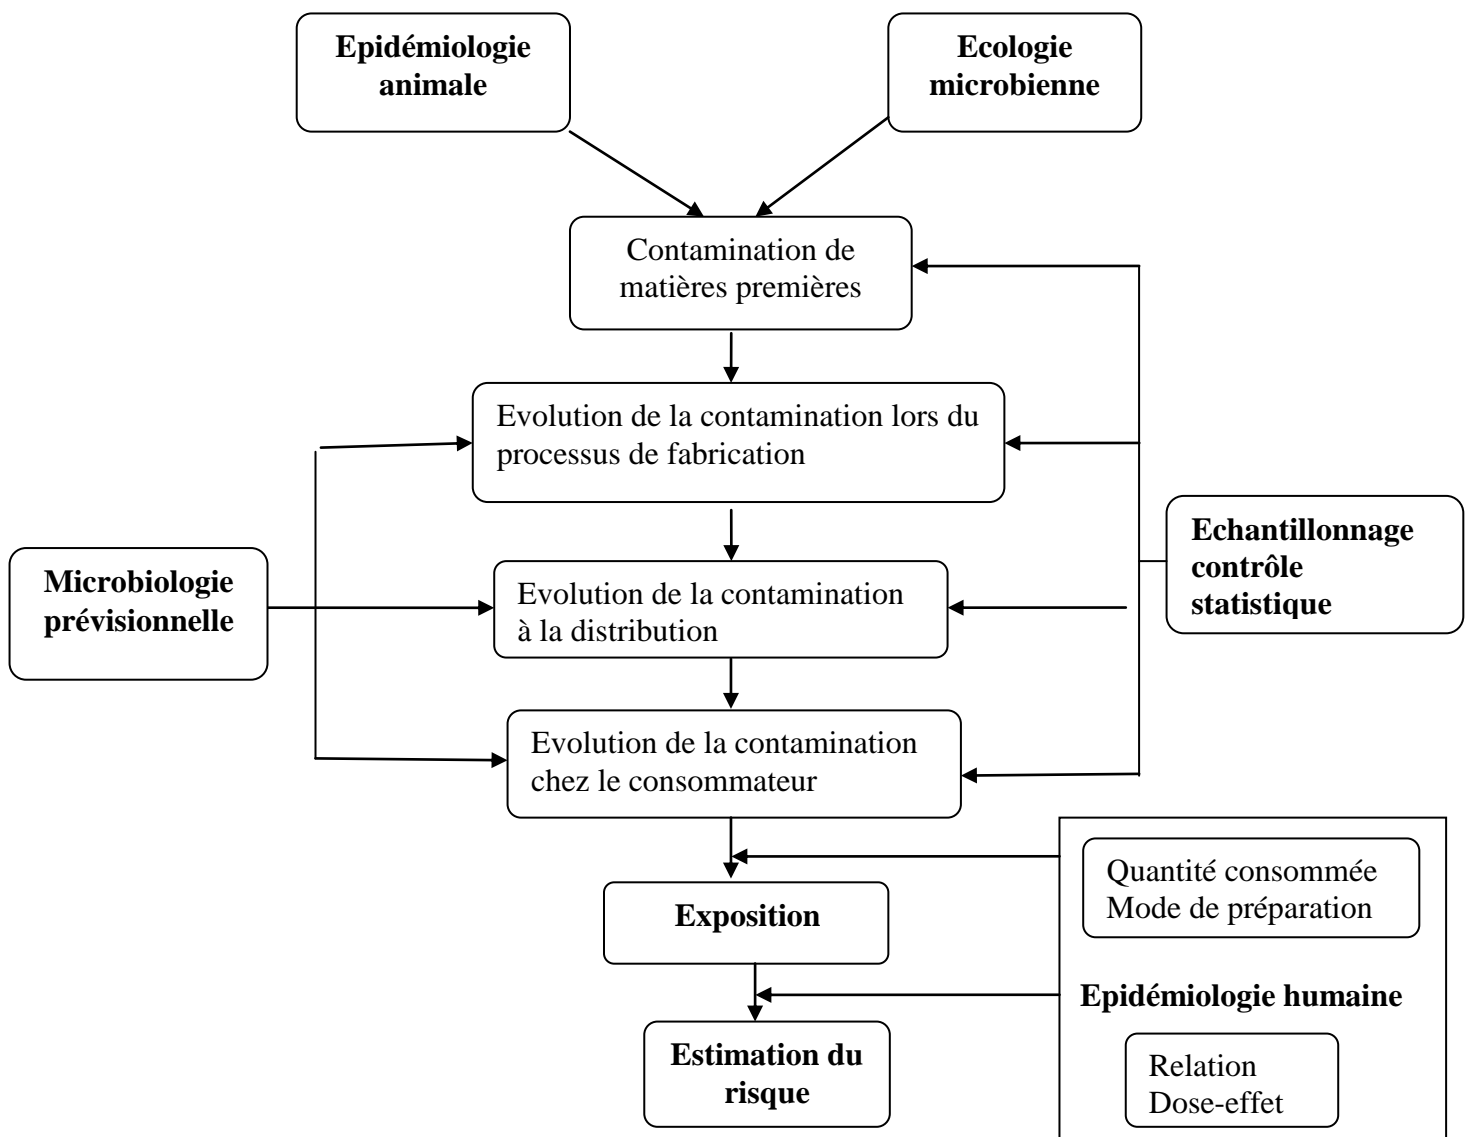 Epidémiologie
animale
Ecologie
microbienne
Contamination de
matières premières
Evolution de la contamination lors du
processus de fabrication
Echantillonnage
contrôle
statistique
Microbiologie
prévisionnelle
Evolution de la contamination
à la distribution
Evolution de la contamination
chez le consommateur
Quantité consommée
Mode de préparation
Exposition
Epidémiologie humaine
Estimation du
risque
Relation
Dose-effet